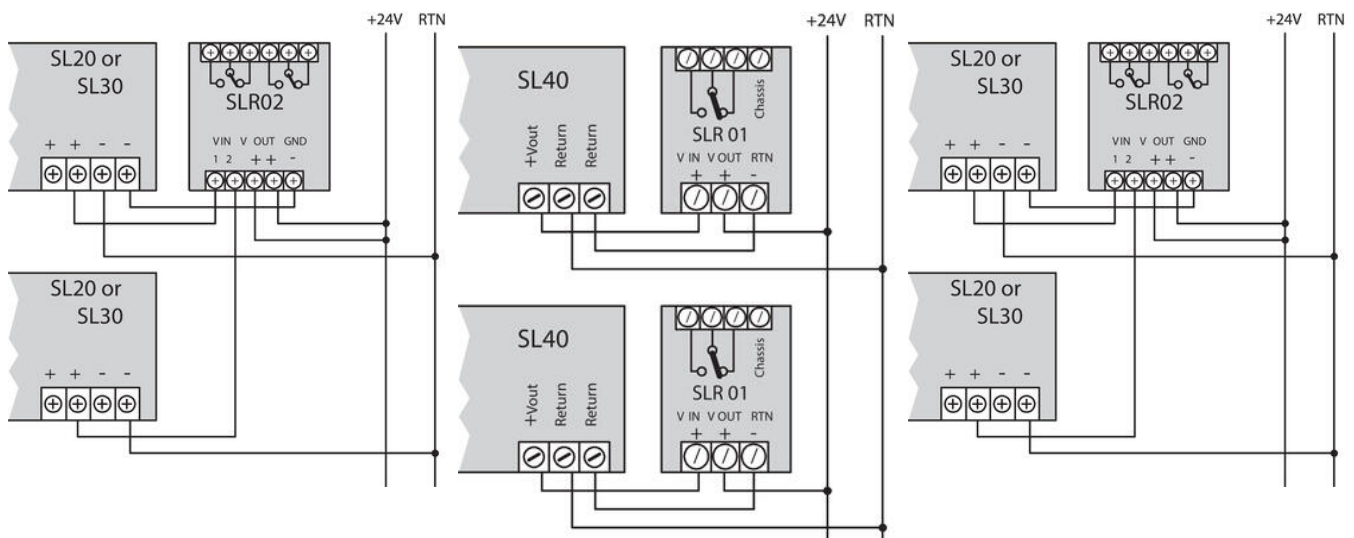 +24V RTN
SL20 or
SL30
SLR02
V IN V OUT GND
1 2 + + -
+ + - -
SL20 or
SL30
+ + - -
+24V RTN
SL40
+Vout
Return
Return
Chassis
SLR 01
V IN V OUT RTN
+ + -
SL40
+Vout
Return
Return
Chassis
SLR 01
V IN V OUT RTN
+ + -
+24V RTN
SL20 or
SL30
SLR02
V IN V OUT GND
1 2 + + -
+ + - -
SL20 or
SL30
+ + - -